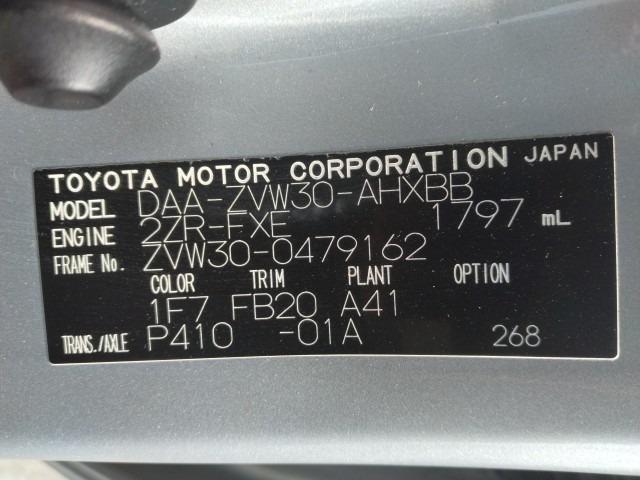 TOYOTA MOTOR CORPORATION JAPAN
MODEL DAA-ZVW30-AHXBB
ENGINE 2ZR-FXE 1797 mL
FRAME No. ZVW30-0479162
COLOR TRIM PLANT OPTION
1F7 FB20 A41
TRANS./AXLE P410 -01A 268